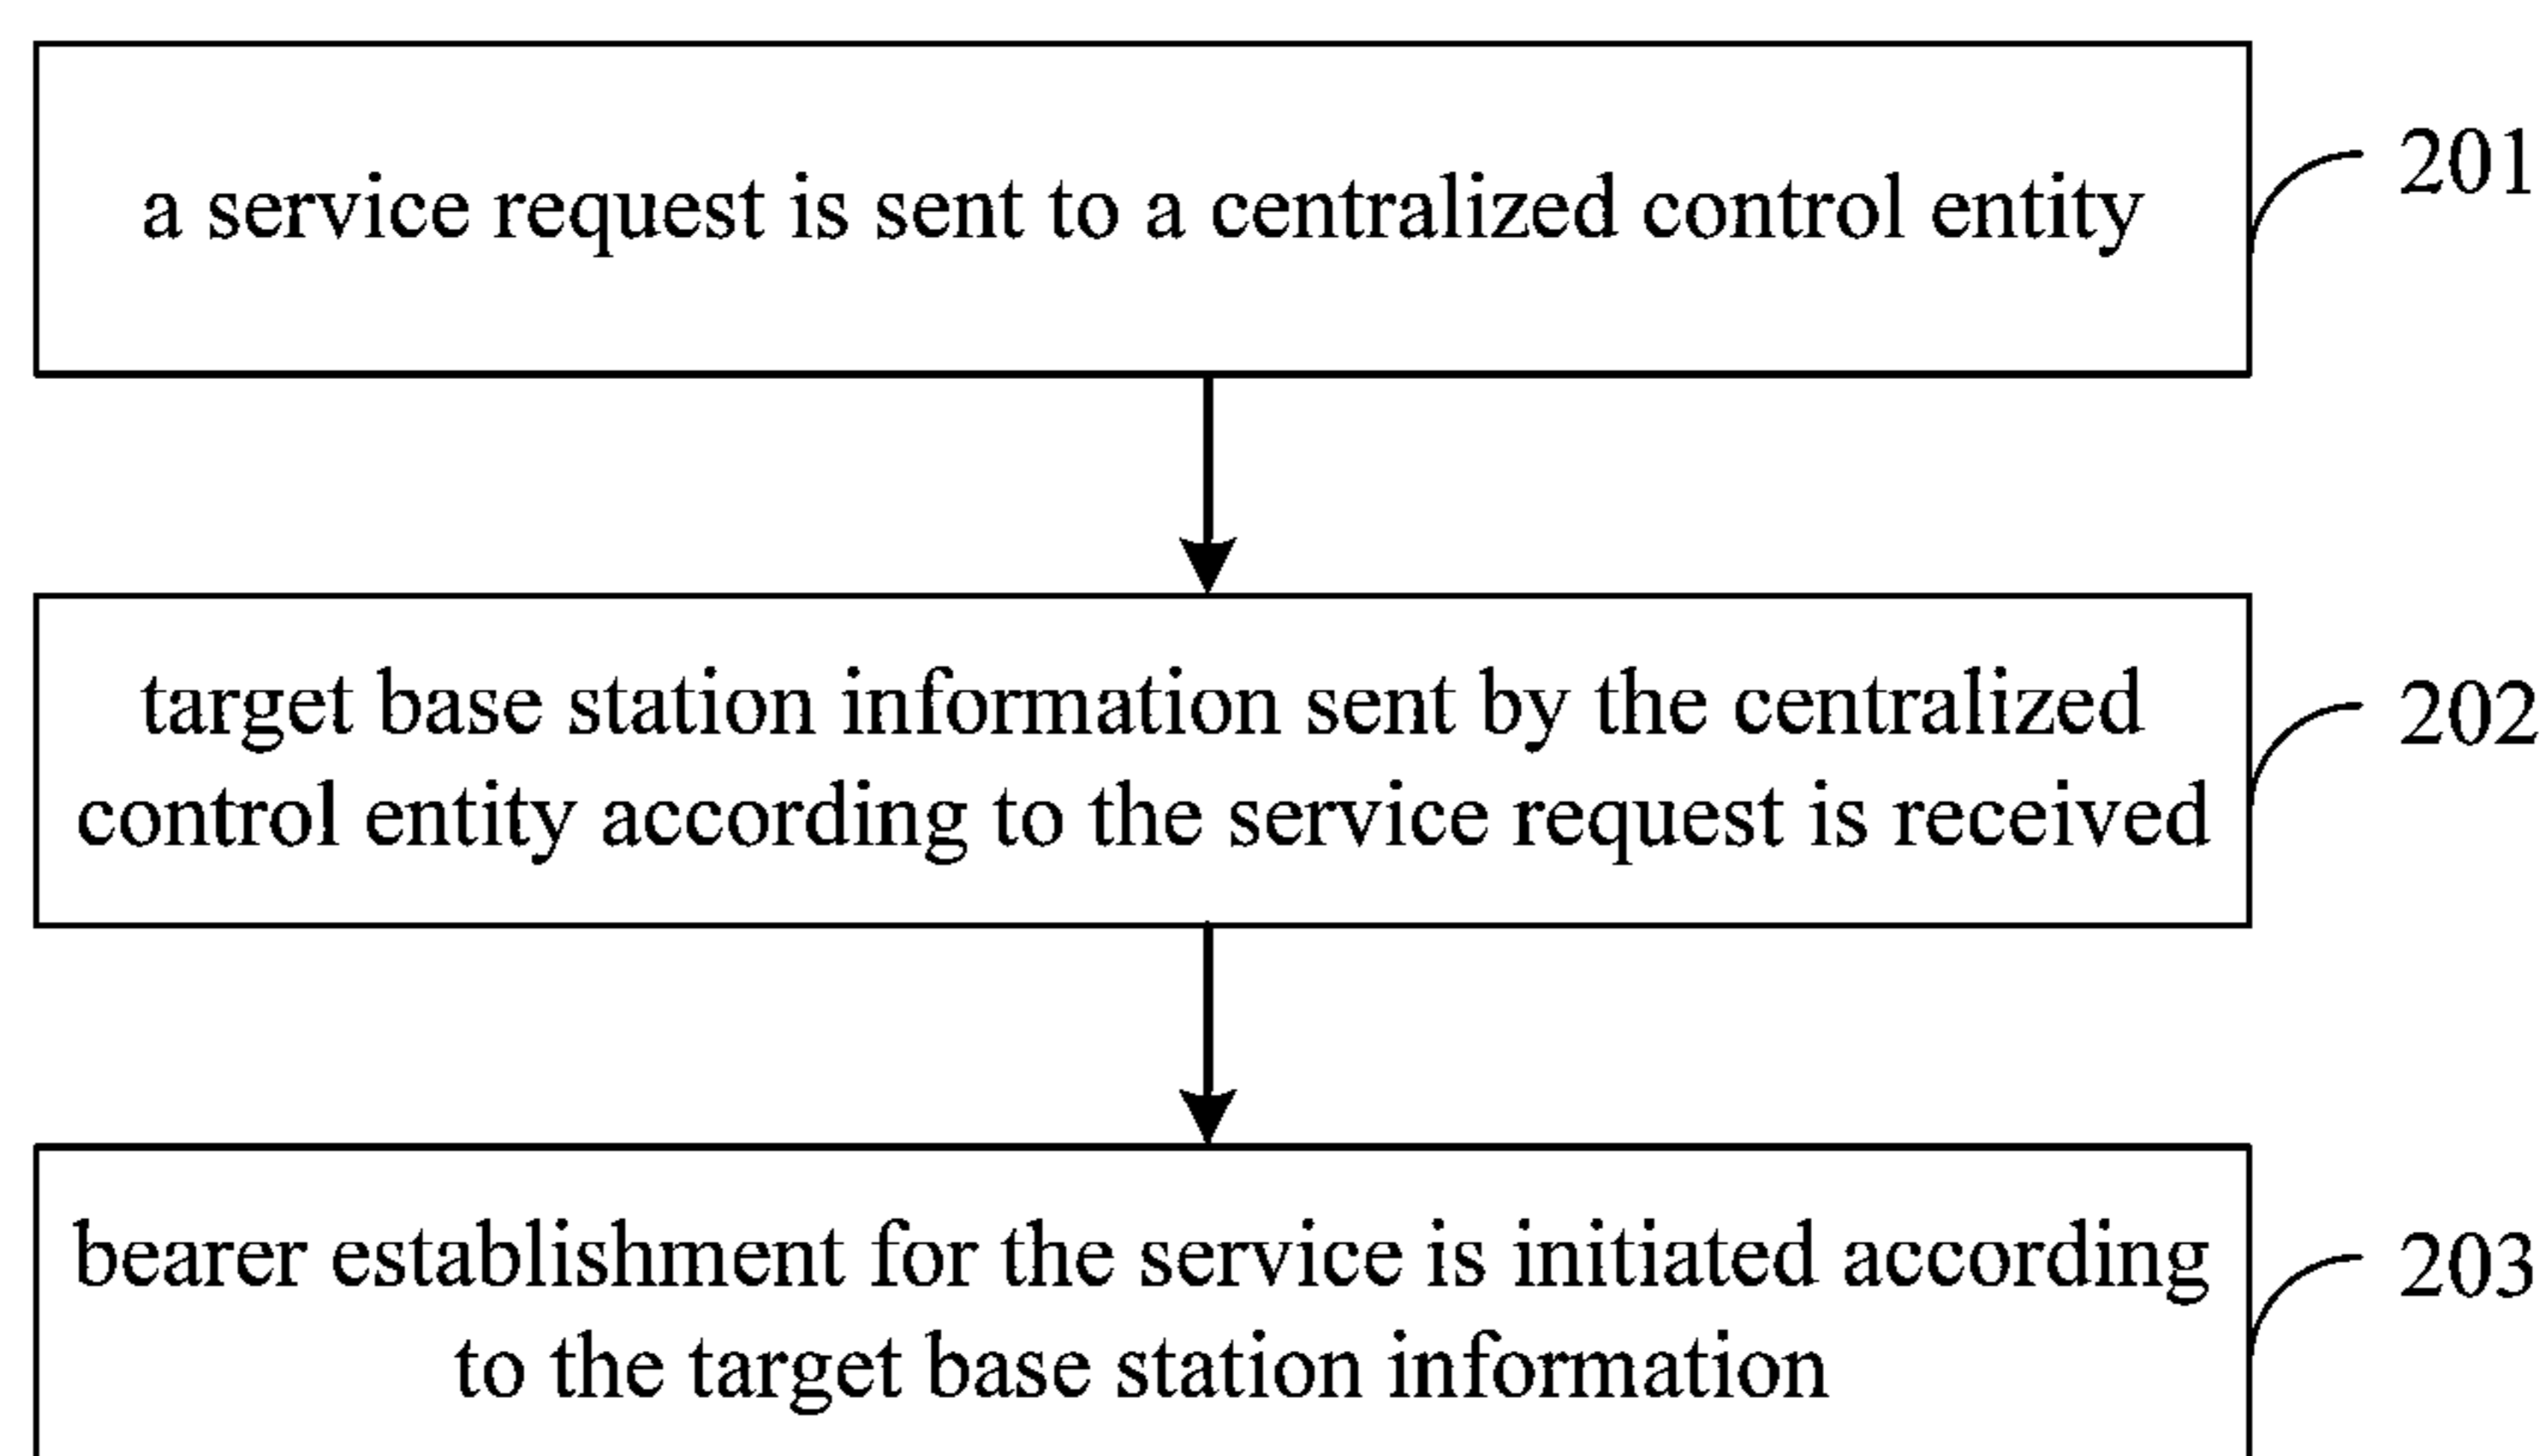 a service request is sent to a centralized control entity
201
target base station information sent by the centralized
control entity according to the service request is received
202
bearer establishment for the service is initiated according
to the target base station information
203